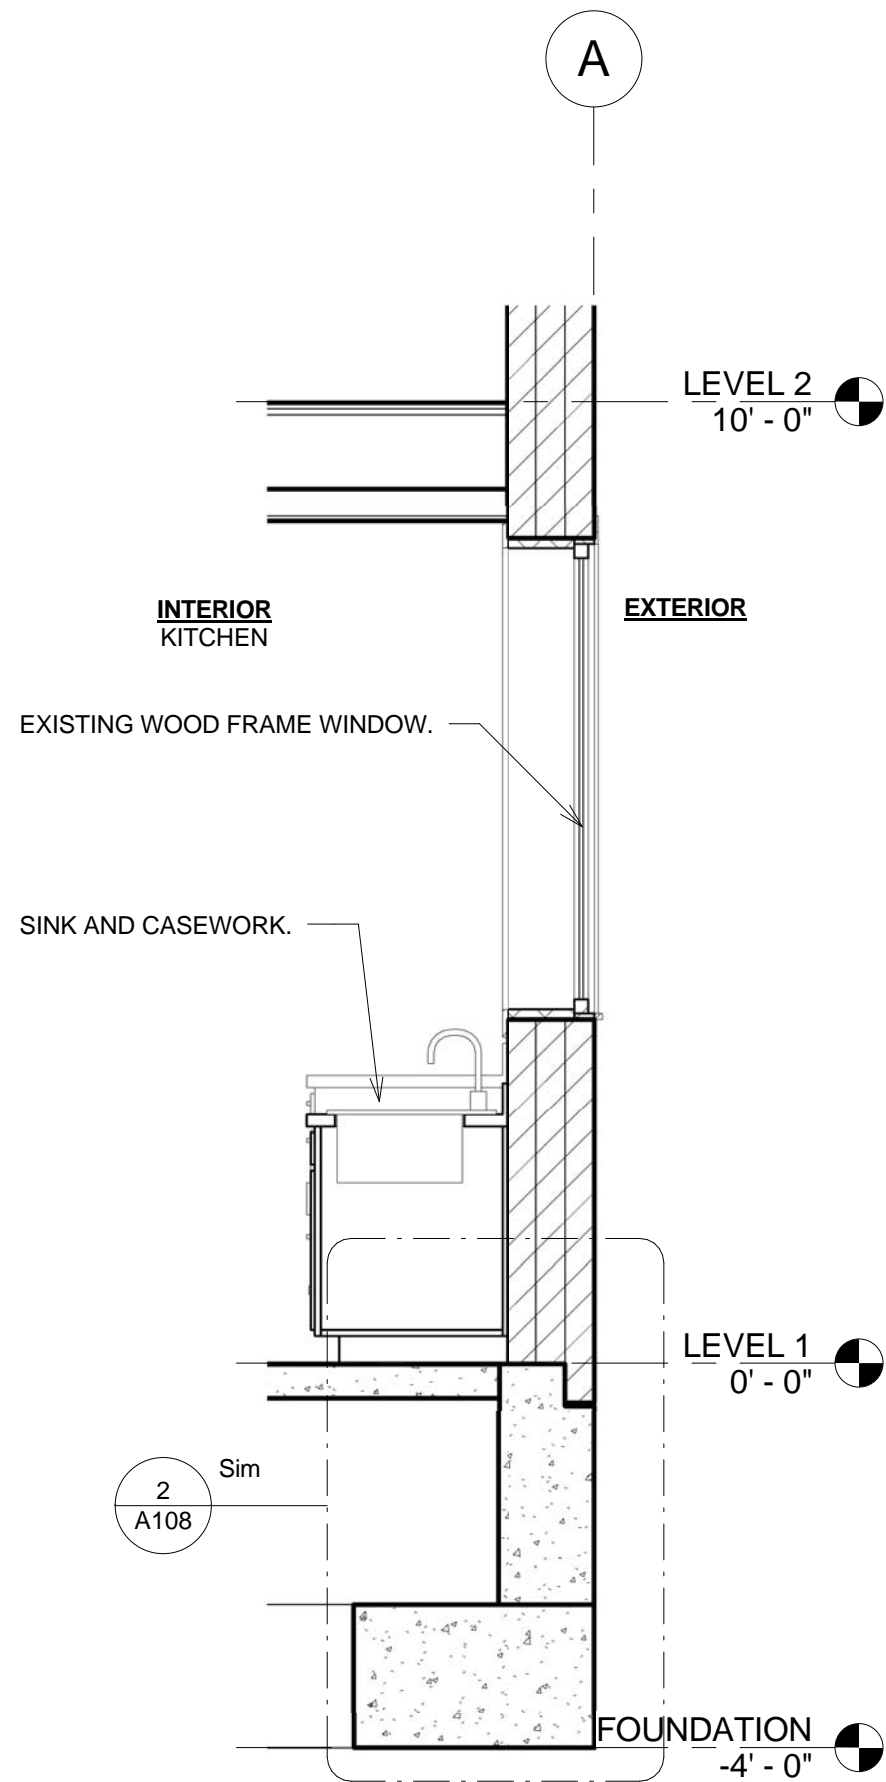 A
LEVEL 2
10' - 0"
INTERIOR
KITCHEN
EXTERIOR
EXISTING WOOD FRAME WINDOW.
SINK AND CASEWORK.
LEVEL 1
0' - 0"
Sim
2
A108
FOUNDATION
-4' - 0"